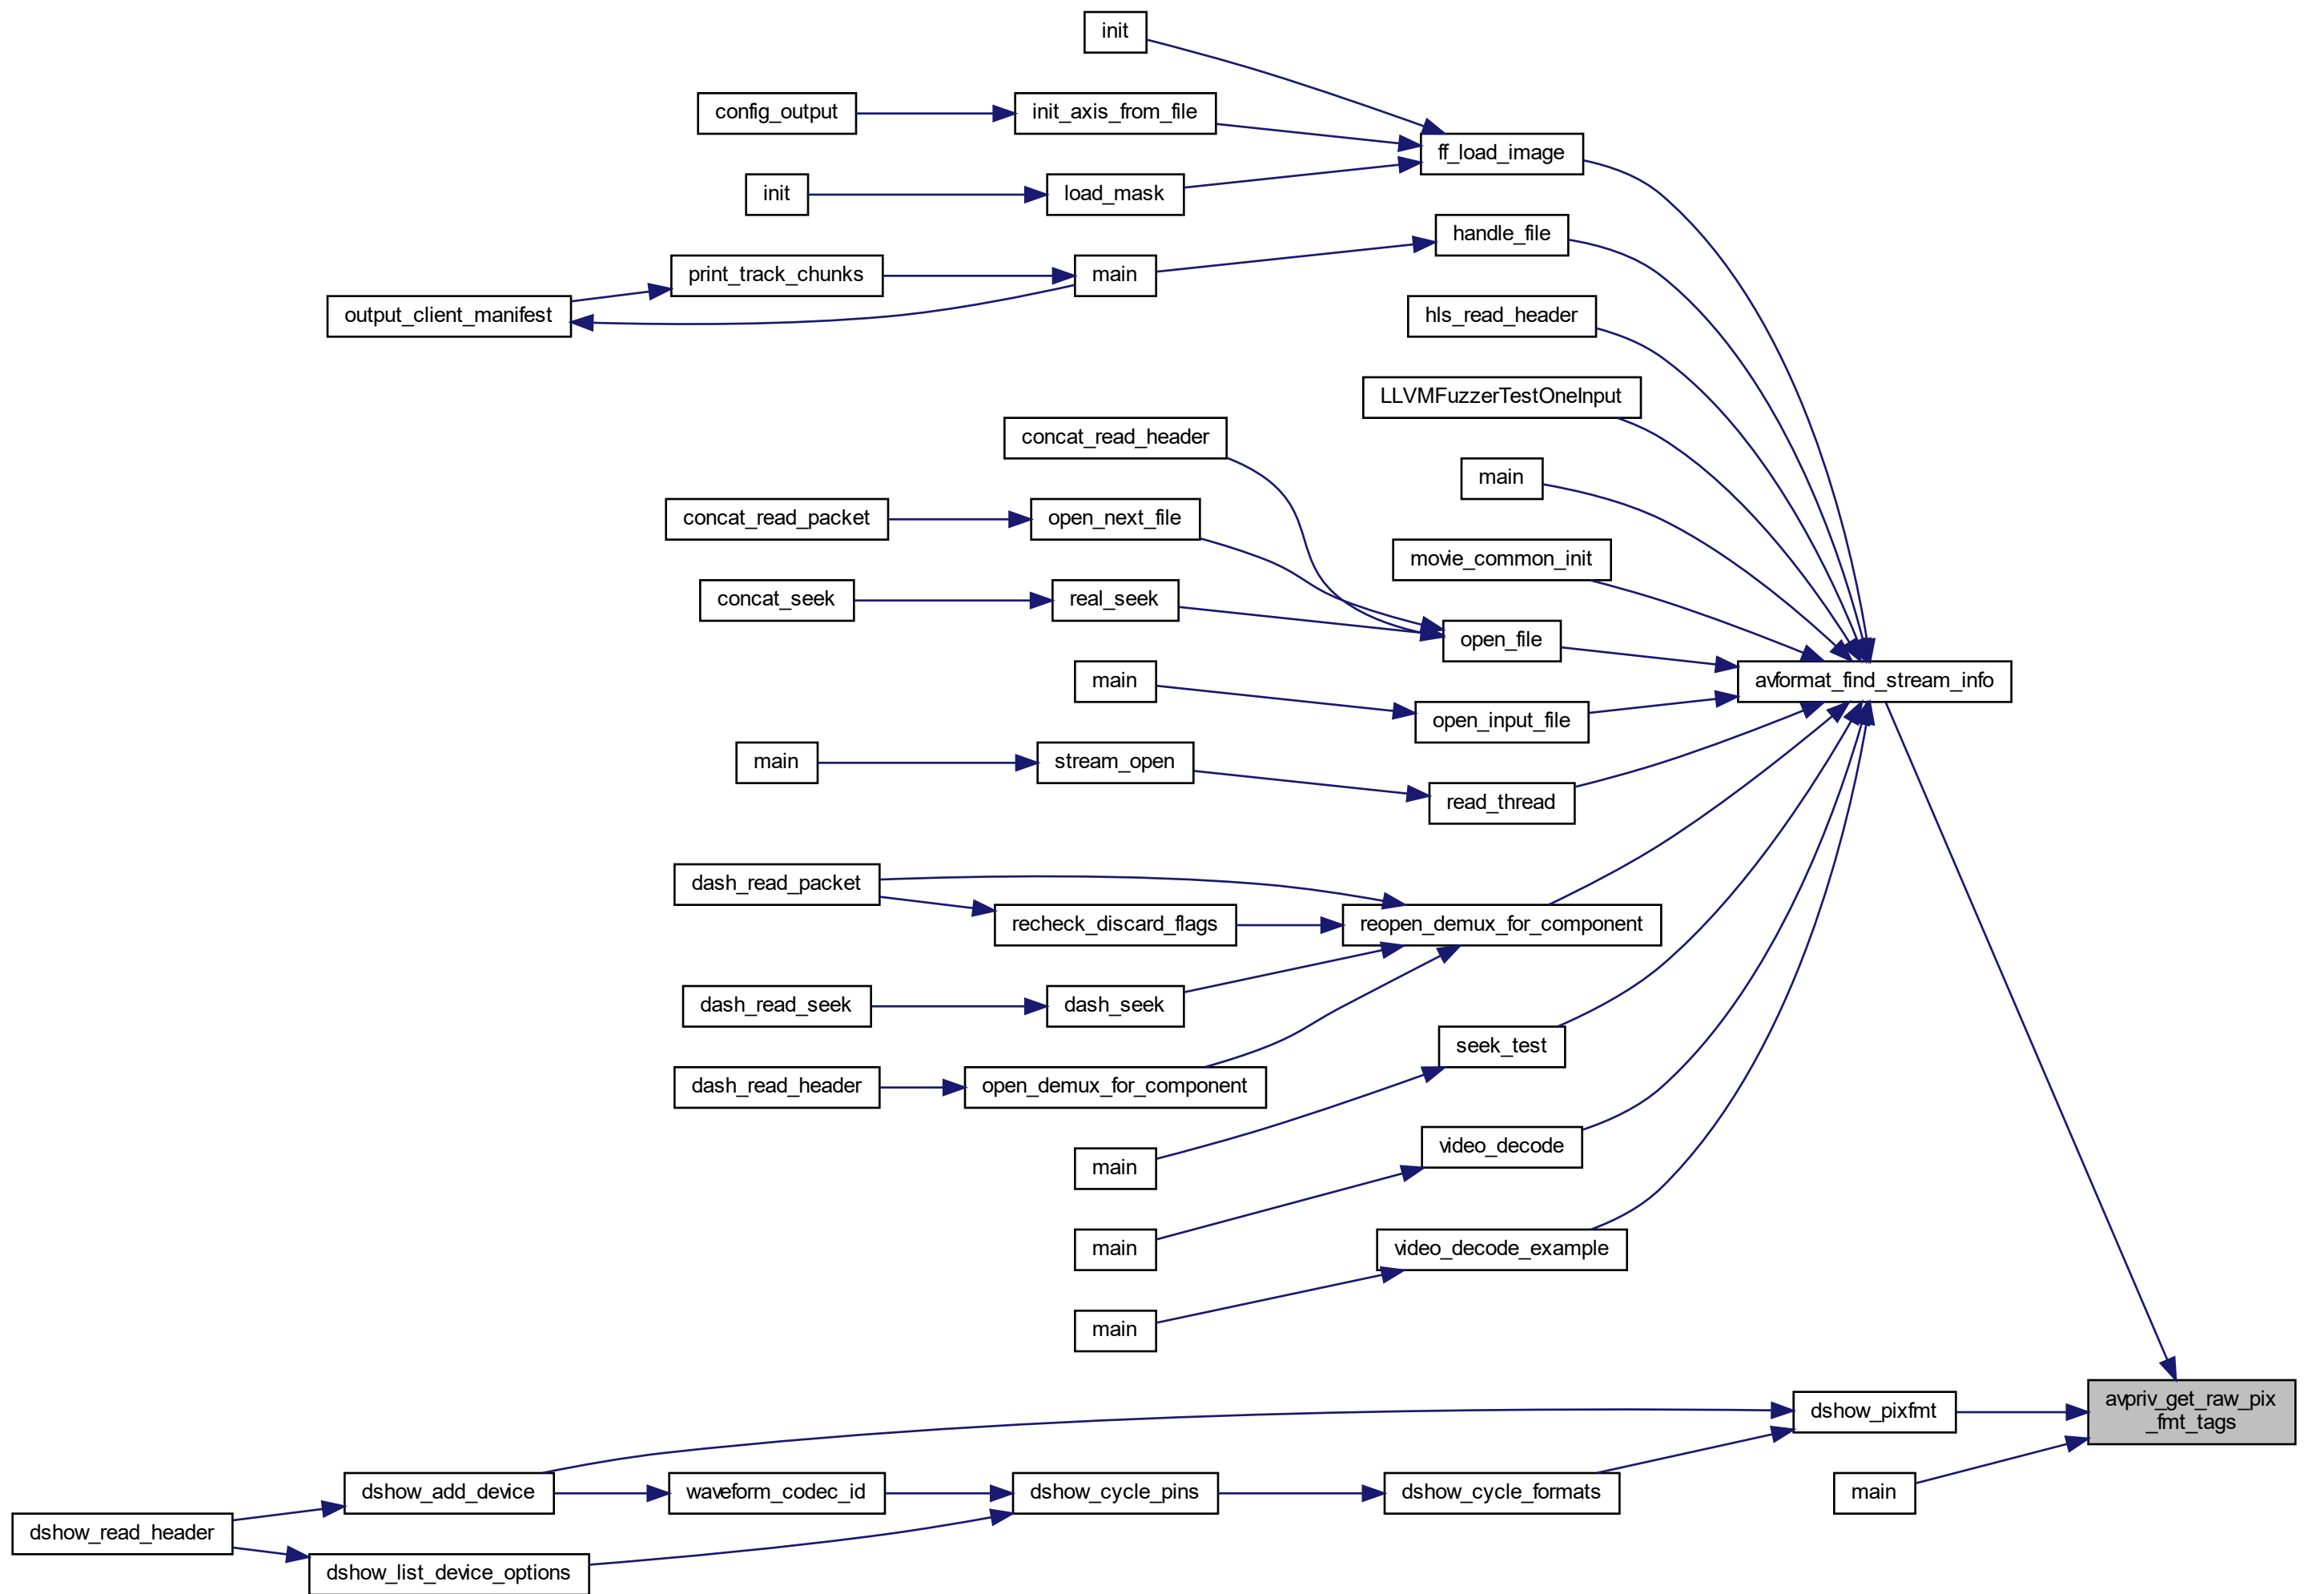 init
config_output
init_axis_from_file
ff_load_image
init
load_mask
handle_file
print_track_chunks
main
output_client_manifest
hls_read_header
LLVMFuzzerTestOneInput
concat_read_header
main
concat_read_packet
open_next_file
movie_common_init
concat_seek
real_seek
open_file
main
avformat_find_stream_info
open_input_file
main
stream_open
read_thread
dash_read_packet
recheck_discard_flags
reopen_demux_for_component
dash_read_seek
dash_seek
seek_test
dash_read_header
open_demux_for_component
main
video_decode
main
video_decode_example
main
dshow_pixfmt
avpriv_get_raw_pix
_fmt_tags
dshow_add_device
waveform_codec_id
dshow_cycle_pins
dshow_cycle_formats
main
dshow_read_header
dshow_list_device_options